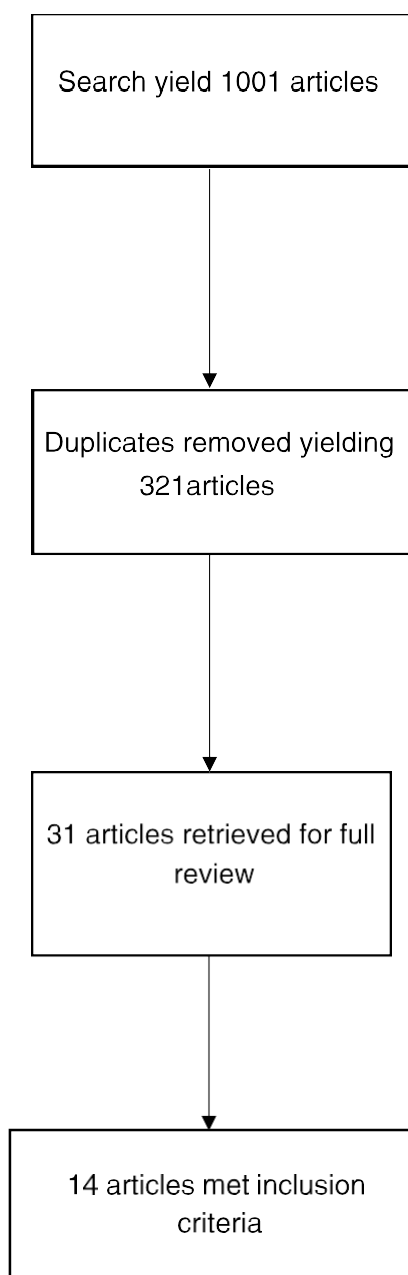 Search yield 1001 articles
Duplicates removed yielding
321articles
31 articles retrieved for full
review
14 articles met inclusion
criteria